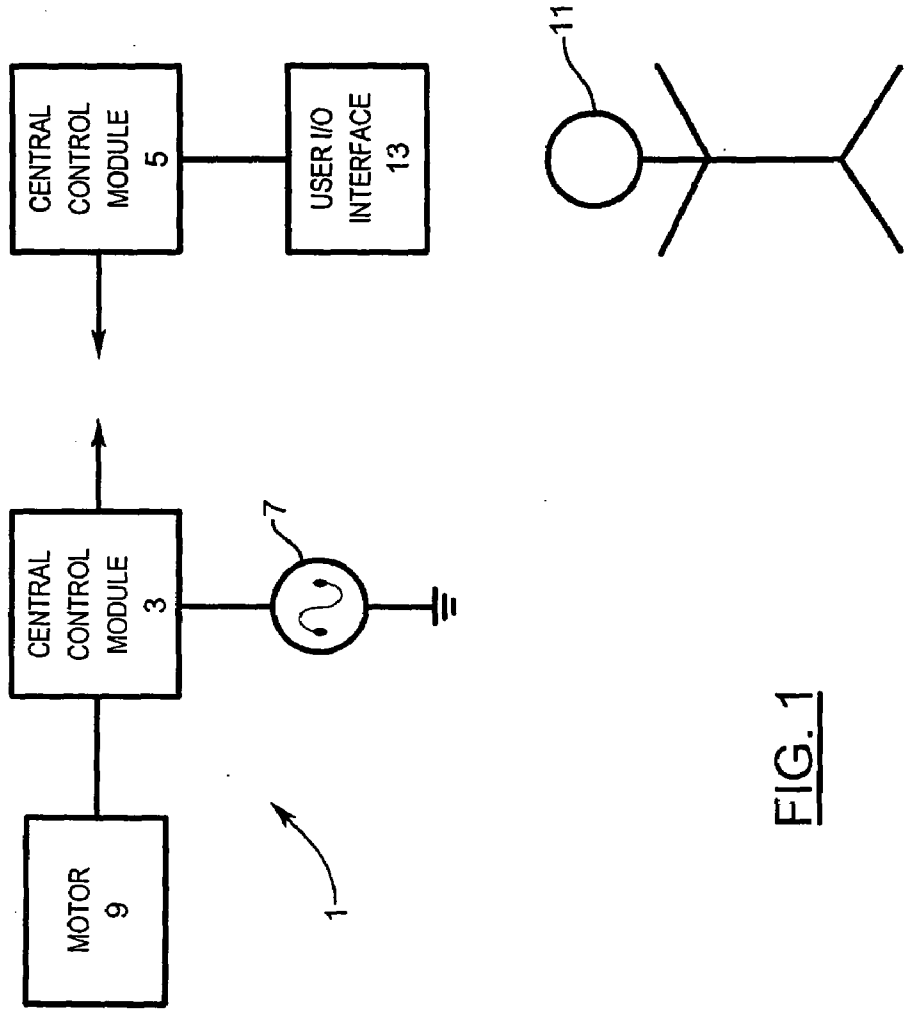 MOTOR
9
CENTRAL
CONTROL
MODULE
3
CENTRAL
CONTROL
MODULE
5
7
USER I/O
INTERFACE
13
1
11
FIG. 1